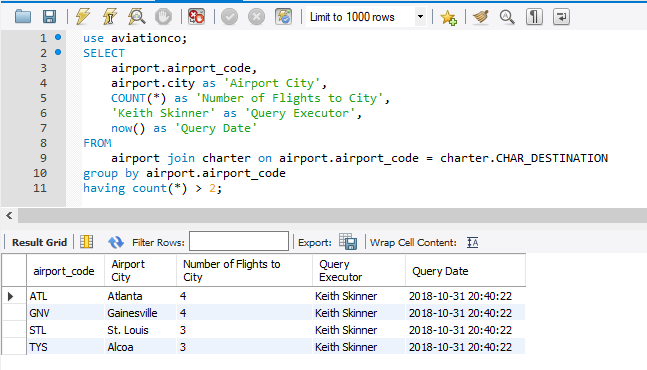 Limit to 1000 rows
1 use aviationco;
2 SELECT
3 airport.airport_code,
4 airport.city as 'Airport City',
5 COUNT(*) as 'Number of Flights to City',
6 'Keith Skinner' as 'Query Executor',
7 now() as 'Query Date'
8 FROM
9 airport join charter on airport.airport_code = charter.CHAR_DESTINATION
10 group by airport.airport_code
11 having count(*) > 2;
Result Grid Filter Rows: Export: Wrap Cell Content:
airport_code Airport City Number of Flights to City Query Executor Query Date
ATL Atlanta 4 Keith Skinner 2018-10-31 20:40:22
GNV Gainesville 4 Keith Skinner 2018-10-31 20:40:22
STL St. Louis 3 Keith Skinner 2018-10-31 20:40:22
TYS Alcoa 3 Keith Skinner 2018-10-31 20:40:22